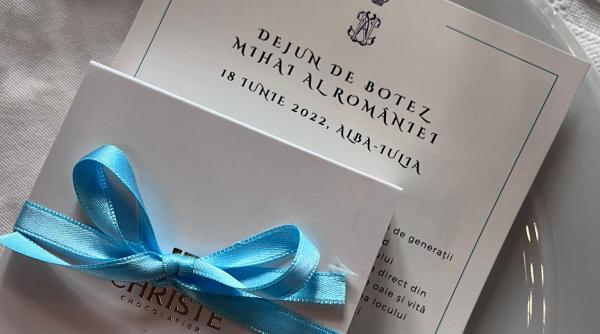 DEJUN DE BOTEZ
MIHAI AL ROMÂNIEI
18 IUNIE 2022, ALBA-IULIA
de generații
d
sului
direct din
oaie și vită
a locului
CHRISTE
CHOCOLATIER